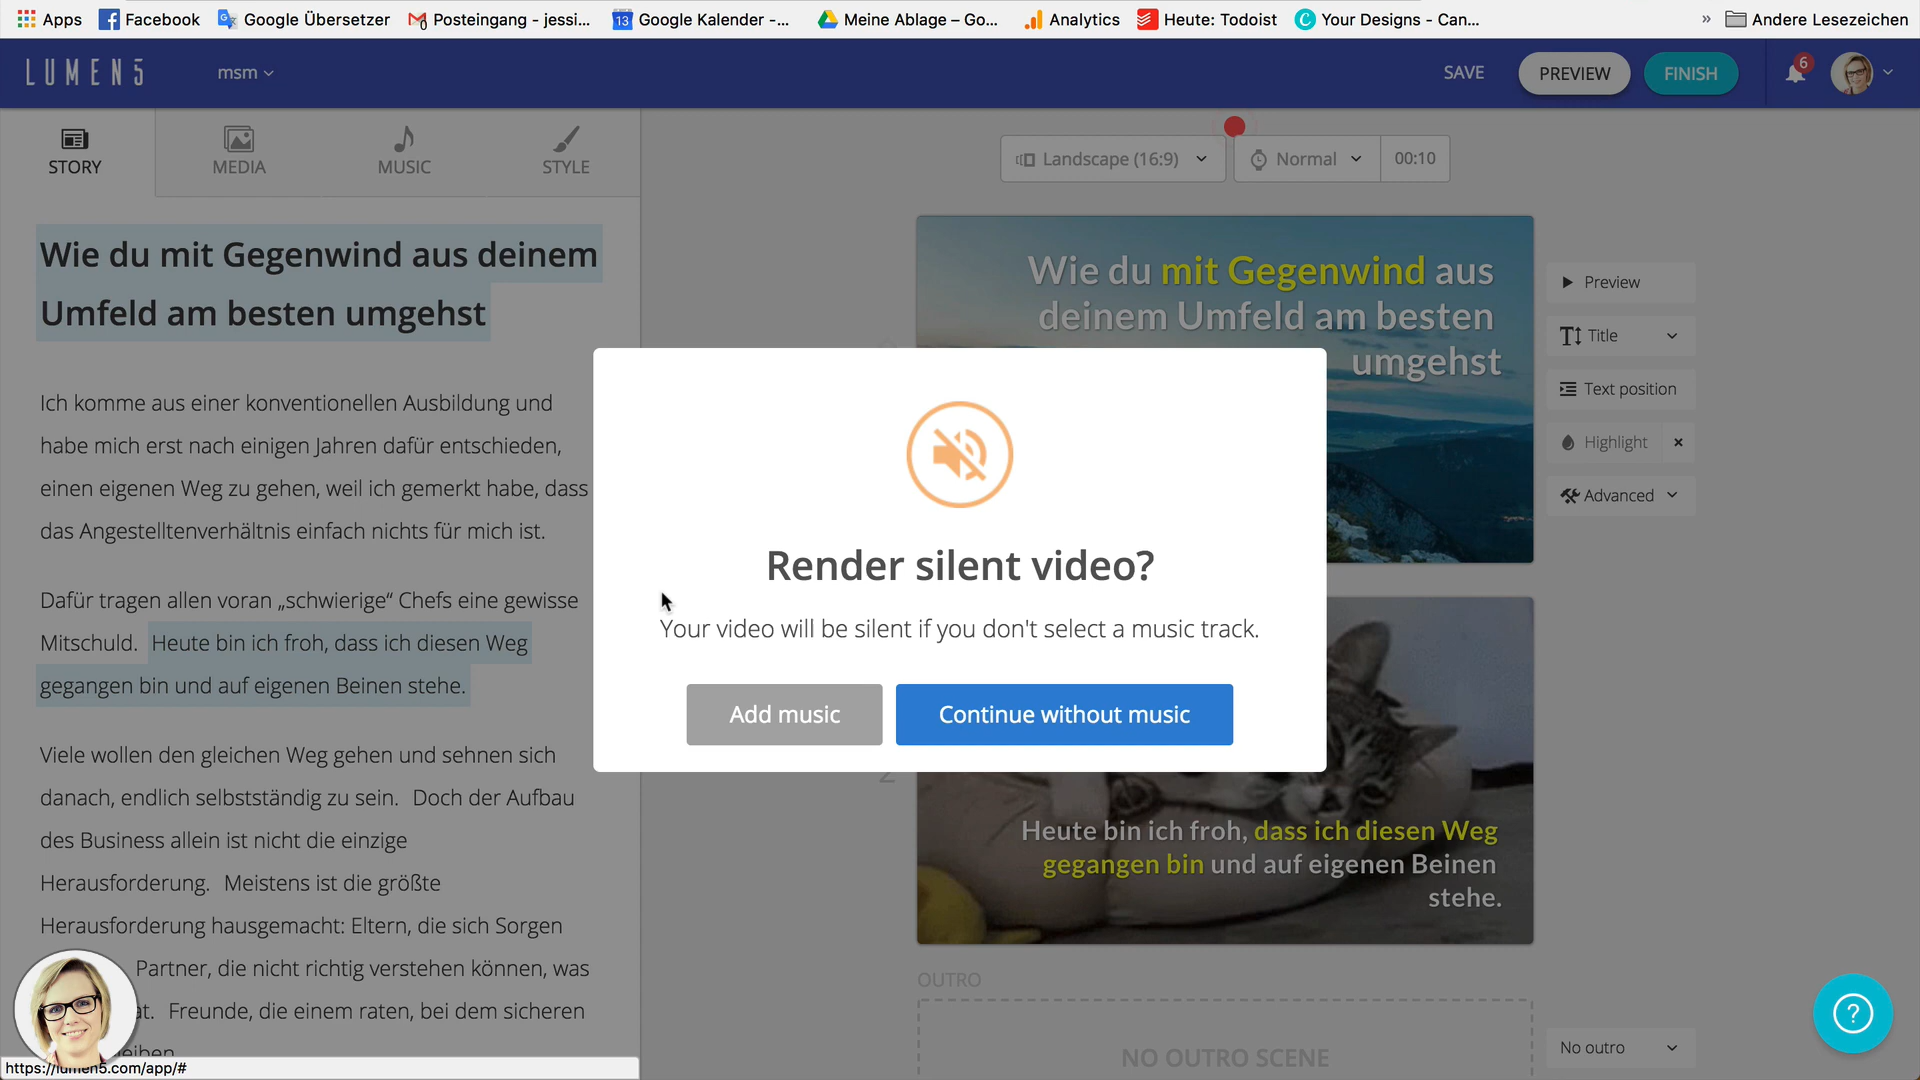 Apps Facebook Google Übersetzer Posteingang - jessi... 13 Google Kalender -... Meine Ablage – Go... Analytics Heute: Todoist Your Designs - Can... » Andere Lesezeichen
LUMEN5 msm SAVE PREVIEW FINISH 6
STORY MEDIA MUSIC STYLE
Landscape (16:9) Normal 00:10
Wie du mit Gegenwind aus deinem
Umfeld am besten umgehst
Ich komme aus einer konventionellen Ausbildung und
habe mich erst nach einigen Jahren dafür entschieden,
einen eigenen Weg zu gehen, weil ich gemerkt habe, dass
das Angestelltenverhältnis einfach nichts für mich ist.
Dafür tragen allen voran „schwierige“ Chefs eine gewisse
Mitschuld. Heute bin ich froh, dass ich diesen Weg
gegangen bin und auf eigenen Beinen stehe.
Viele wollen den gleichen Weg gehen und sehnen sich
danach, endlich selbstständig zu sein. Doch der Aufbau
des Business allein ist nicht die einzige
Herausforderung. Meistens ist die größte
Herausforderung hausgemacht: Eltern, die sich Sorgen
Partner, die nicht richtig verstehen können, was
at. Freunde, die einem raten, bei dem sicheren
https://lumen5.com/app/#
Wie du mit Gegenwind aus
deinem Umfeld am besten
umgehst
Preview
Title
Text position
Highlight ×
Advanced
Render silent video?
Your video will be silent if you don't select a music track.
Add music Continue without music
2
Heute bin ich froh, dass ich diesen Weg
gegangen bin und auf eigenen Beinen
stehe.
OUTRO
NO OUTRO SCENE
No outro
?